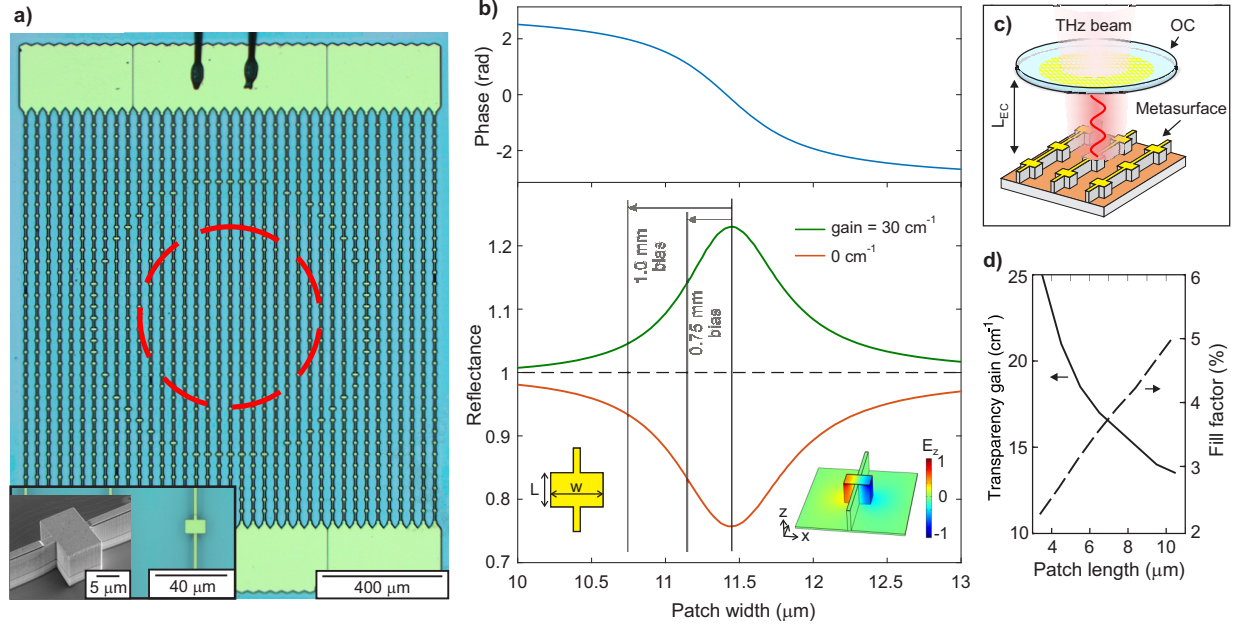 a)
5 μm
40 μm
400 μm
b)
Phase (rad)
2
0
-2
1.0 mm
bias
0.75 mm
bias
gain = 30 cm⁻¹
0 cm⁻¹
Reflectance
1.2
1.1
1
0.9
0.8
0.7
L
w
E_z
1
0
-1
z
x
10
10.5
11
11.5
12
12.5
13
Patch width (μm)
c)
THz beam
OC
L_EC
Metasurface
d)
Transparency gain (cm⁻¹)
25
20
15
10
Fill factor (%)
6
5
4
3
2
4
6
8
10
Patch length (μm)